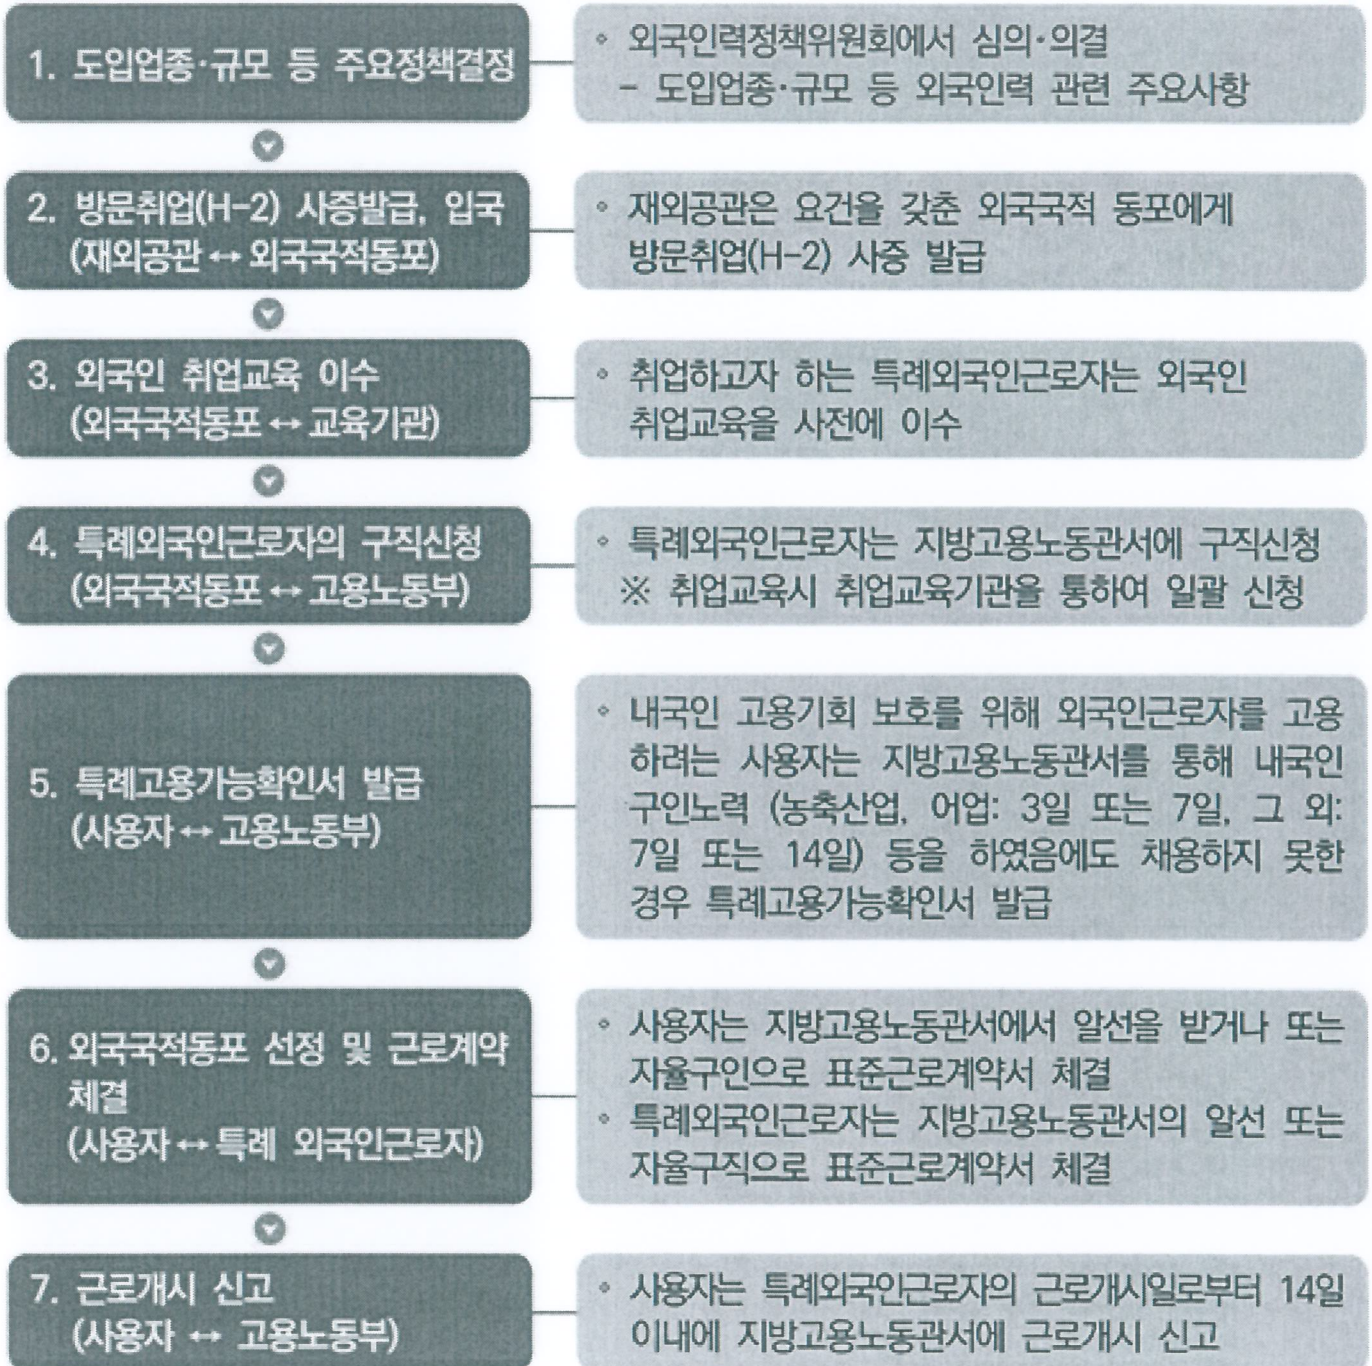 1. 도입업종·규모 등 주요정책결정
◦ 외국인력정책위원회에서 심의·의결
- 도입업종·규모 등 외국인력 관련 주요사항
2. 방문취업(H-2) 사증발급, 입국
(재외공관 ↔ 외국국적동포)
◦ 재외공관은 요건을 갖춘 외국국적 동포에게
방문취업(H-2) 사증 발급
3. 외국인 취업교육 이수
(외국국적동포 ↔ 교육기관)
◦ 취업하고자 하는 특례외국인근로자는 외국인
취업교육을 사전에 이수
4. 특례외국인근로자의 구직신청
(외국국적동포 ↔ 고용노동부)
◦ 특례외국인근로자는 지방고용노동관서에 구직신청
※ 취업교육시 취업교육기관을 통하여 일괄 신청
5. 특례고용가능확인서 발급
(사용자 ↔ 고용노동부)
◦ 내국인 고용기회 보호를 위해 외국인근로자를 고용
하려는 사용자는 지방고용노동관서를 통해 내국인
구인노력 (농축산업, 어업: 3일 또는 7일, 그 외:
7일 또는 14일) 등을 하였음에도 채용하지 못한
경우 특례고용가능확인서 발급
6. 외국국적동포 선정 및 근로계약
체결
(사용자 ↔ 특례 외국인근로자)
◦ 사용자는 지방고용노동관서에서 알선을 받거나 또는
자율구인으로 표준근로계약서 체결
◦ 특례외국인근로자는 지방고용노동관서의 알선 또는
자율구직으로 표준근로계약서 체결
7. 근로개시 신고
(사용자 ↔ 고용노동부)
◦ 사용자는 특례외국인근로자의 근로개시일로부터 14일
이내에 지방고용노동관서에 근로개시 신고